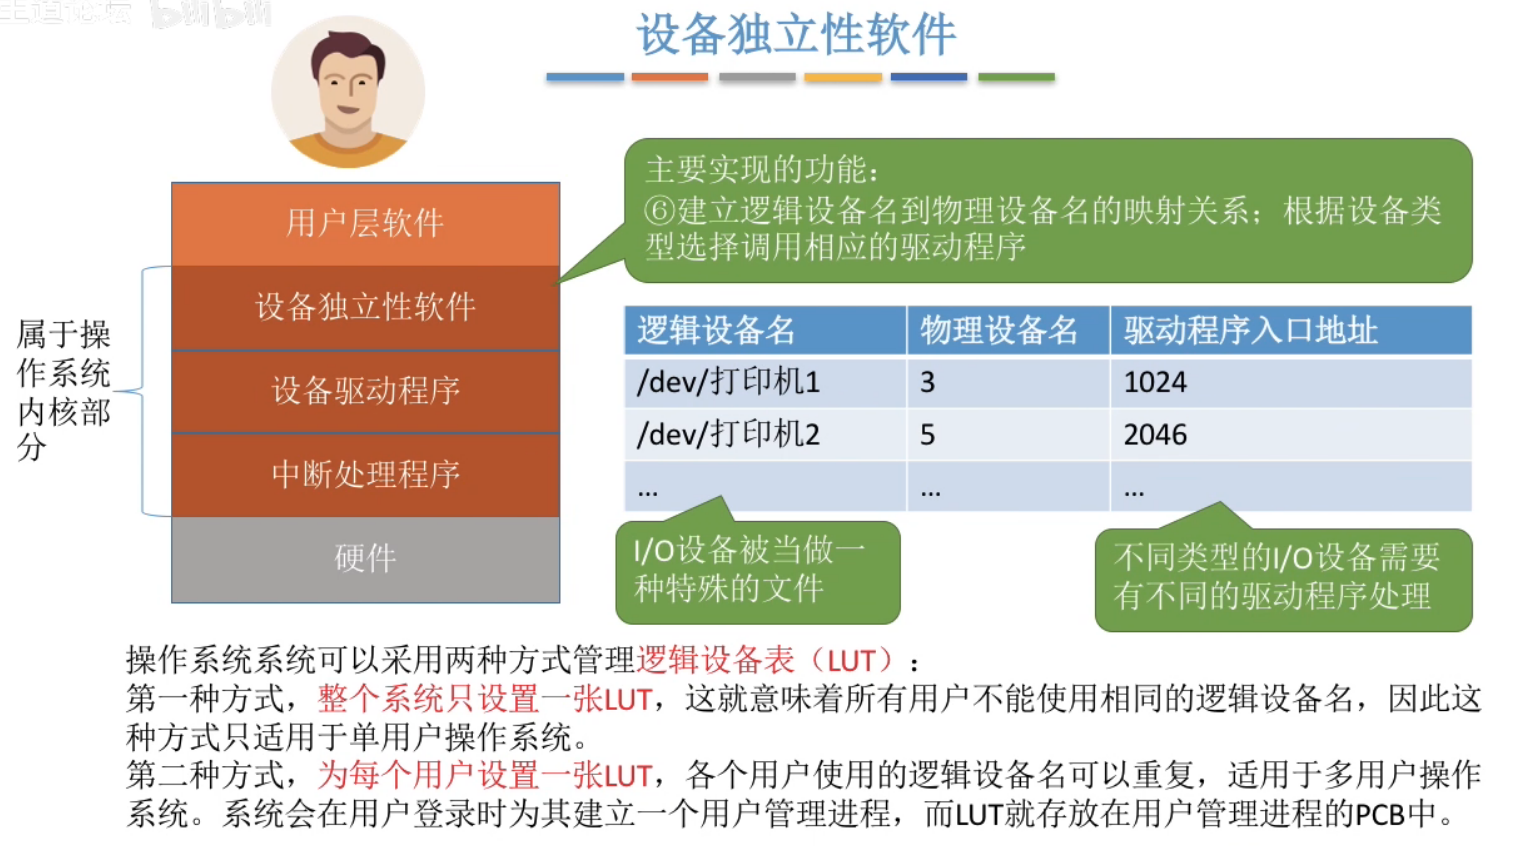 王道论坛 bilibili
设备独立性软件
主要实现的功能：
⑥建立逻辑设备名到物理设备名的映射关系；根据设备类
型选择调用相应的驱动程序
用户层软件
设备独立性软件
设备驱动程序
中断处理程序
硬件
属于操
作系统
内核部
分
逻辑设备名 物理设备名 驱动程序入口地址
/dev/打印机1 3 1024
/dev/打印机2 5 2046
... ... ...
I/O设备被当做一
种特殊的文件
不同类型的I/O设备需要
有不同的驱动程序处理
操作系统系统可以采用两种方式管理逻辑设备表（LUT）：
第一种方式，整个系统只设置一张LUT，这就意味着所有用户不能使用相同的逻辑设备名，因此这
种方式只适用于单用户操作系统。
第二种方式，为每个用户设置一张LUT，各个用户使用的逻辑设备名可以重复，适用于多用户操作
系统。系统会在用户登录时为其建立一个用户管理进程，而LUT就存放在用户管理进程的PCB中。